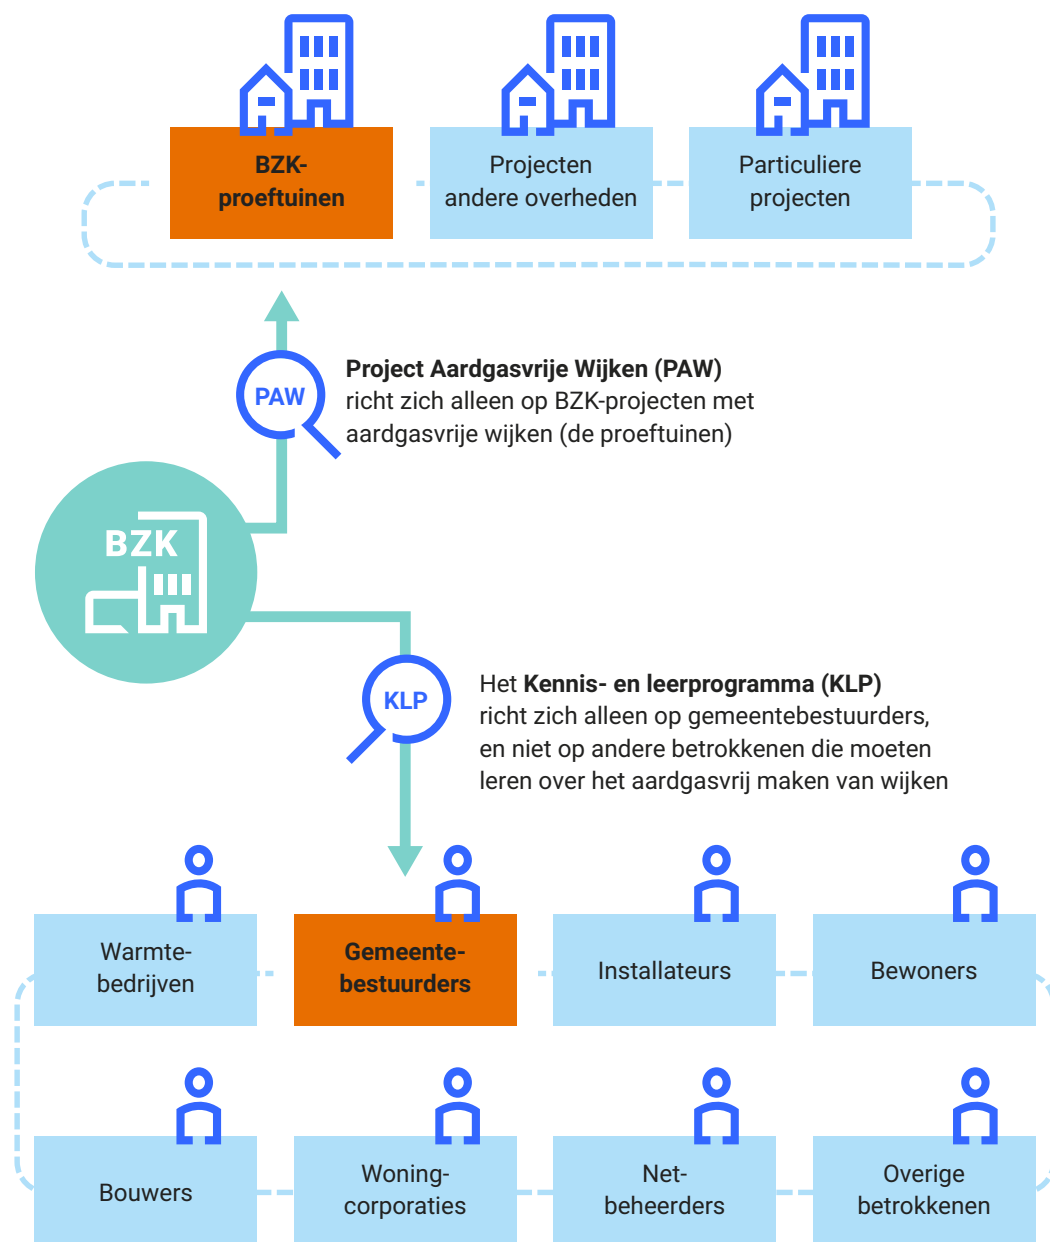 BZK-
proeftuinen
Projecten
andere overheden
Particuliere
projecten
PAW
Project Aardgasvrije Wijken (PAW)
richt zich alleen op BZK-projecten met
aardgasvrije wijken (de proeftuinen)
BZK
KLP
Het Kennis- en leerprogramma (KLP)
richt zich alleen op gemeentebestuurders,
en niet op andere betrokkenen die moeten
leren over het aardgasvrij maken van wijken
Warmte-
bedrijven
Gemeente-
bestuurders
Installateurs
Bewoners
Bouwers
Woning-
corporaties
Net-
beheerders
Overige
betrokkenen